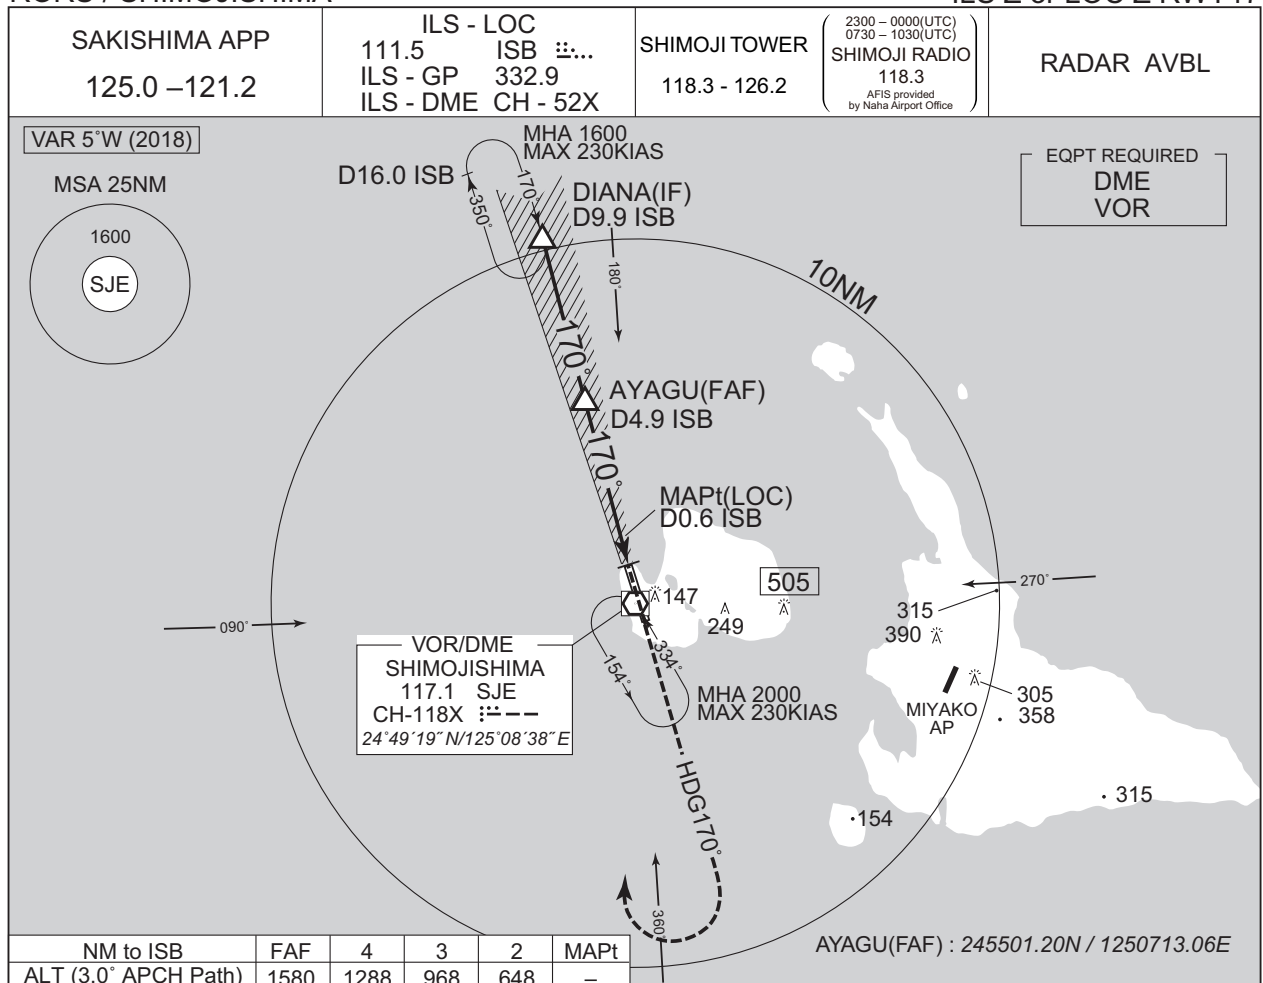 SAKISHIMA APP
125.0 –121.2
ILS - LOC
111.5 ISB
ILS - GP 332.9
ILS - DME CH - 52X
SHIMOJI TOWER
118.3 - 126.2
2300 – 0000(UTC)
0730 – 1030(UTC)
SHIMOJI RADIO
118.3
AFIS provided
by Naha Airport Office
RADAR AVBL
VAR 5˚W (2018)
MSA 25NM
1600
SJE
MHA 1600
MAX 230KIAS
D16.0 ISB
350˚
170˚
DIANA(IF)
D9.9 ISB
180˚
EQPT REQUIRED
DME
VOR
10NM
170˚
AYAGU(FAF)
D4.9 ISB
170˚
MAPt(LOC)
D0.6 ISB
505
147
249
270˚
315
390
090˚
154˚
334˚
VOR/DME
SHIMOJISHIMA
117.1 SJE
CH-118X
24˚49´19˝N/125˚08´38˝E
MHA 2000
MAX 230KIAS
MIYAKO
AP
305
358
HDG170˚
315
154
360˚
AYAGU(FAF) : 245501.20N / 1250713.06E
NM to ISB FAF 4 3 2 MAPt
ALT (3.0˚ APCH Path) 1580 1288 968 648 –